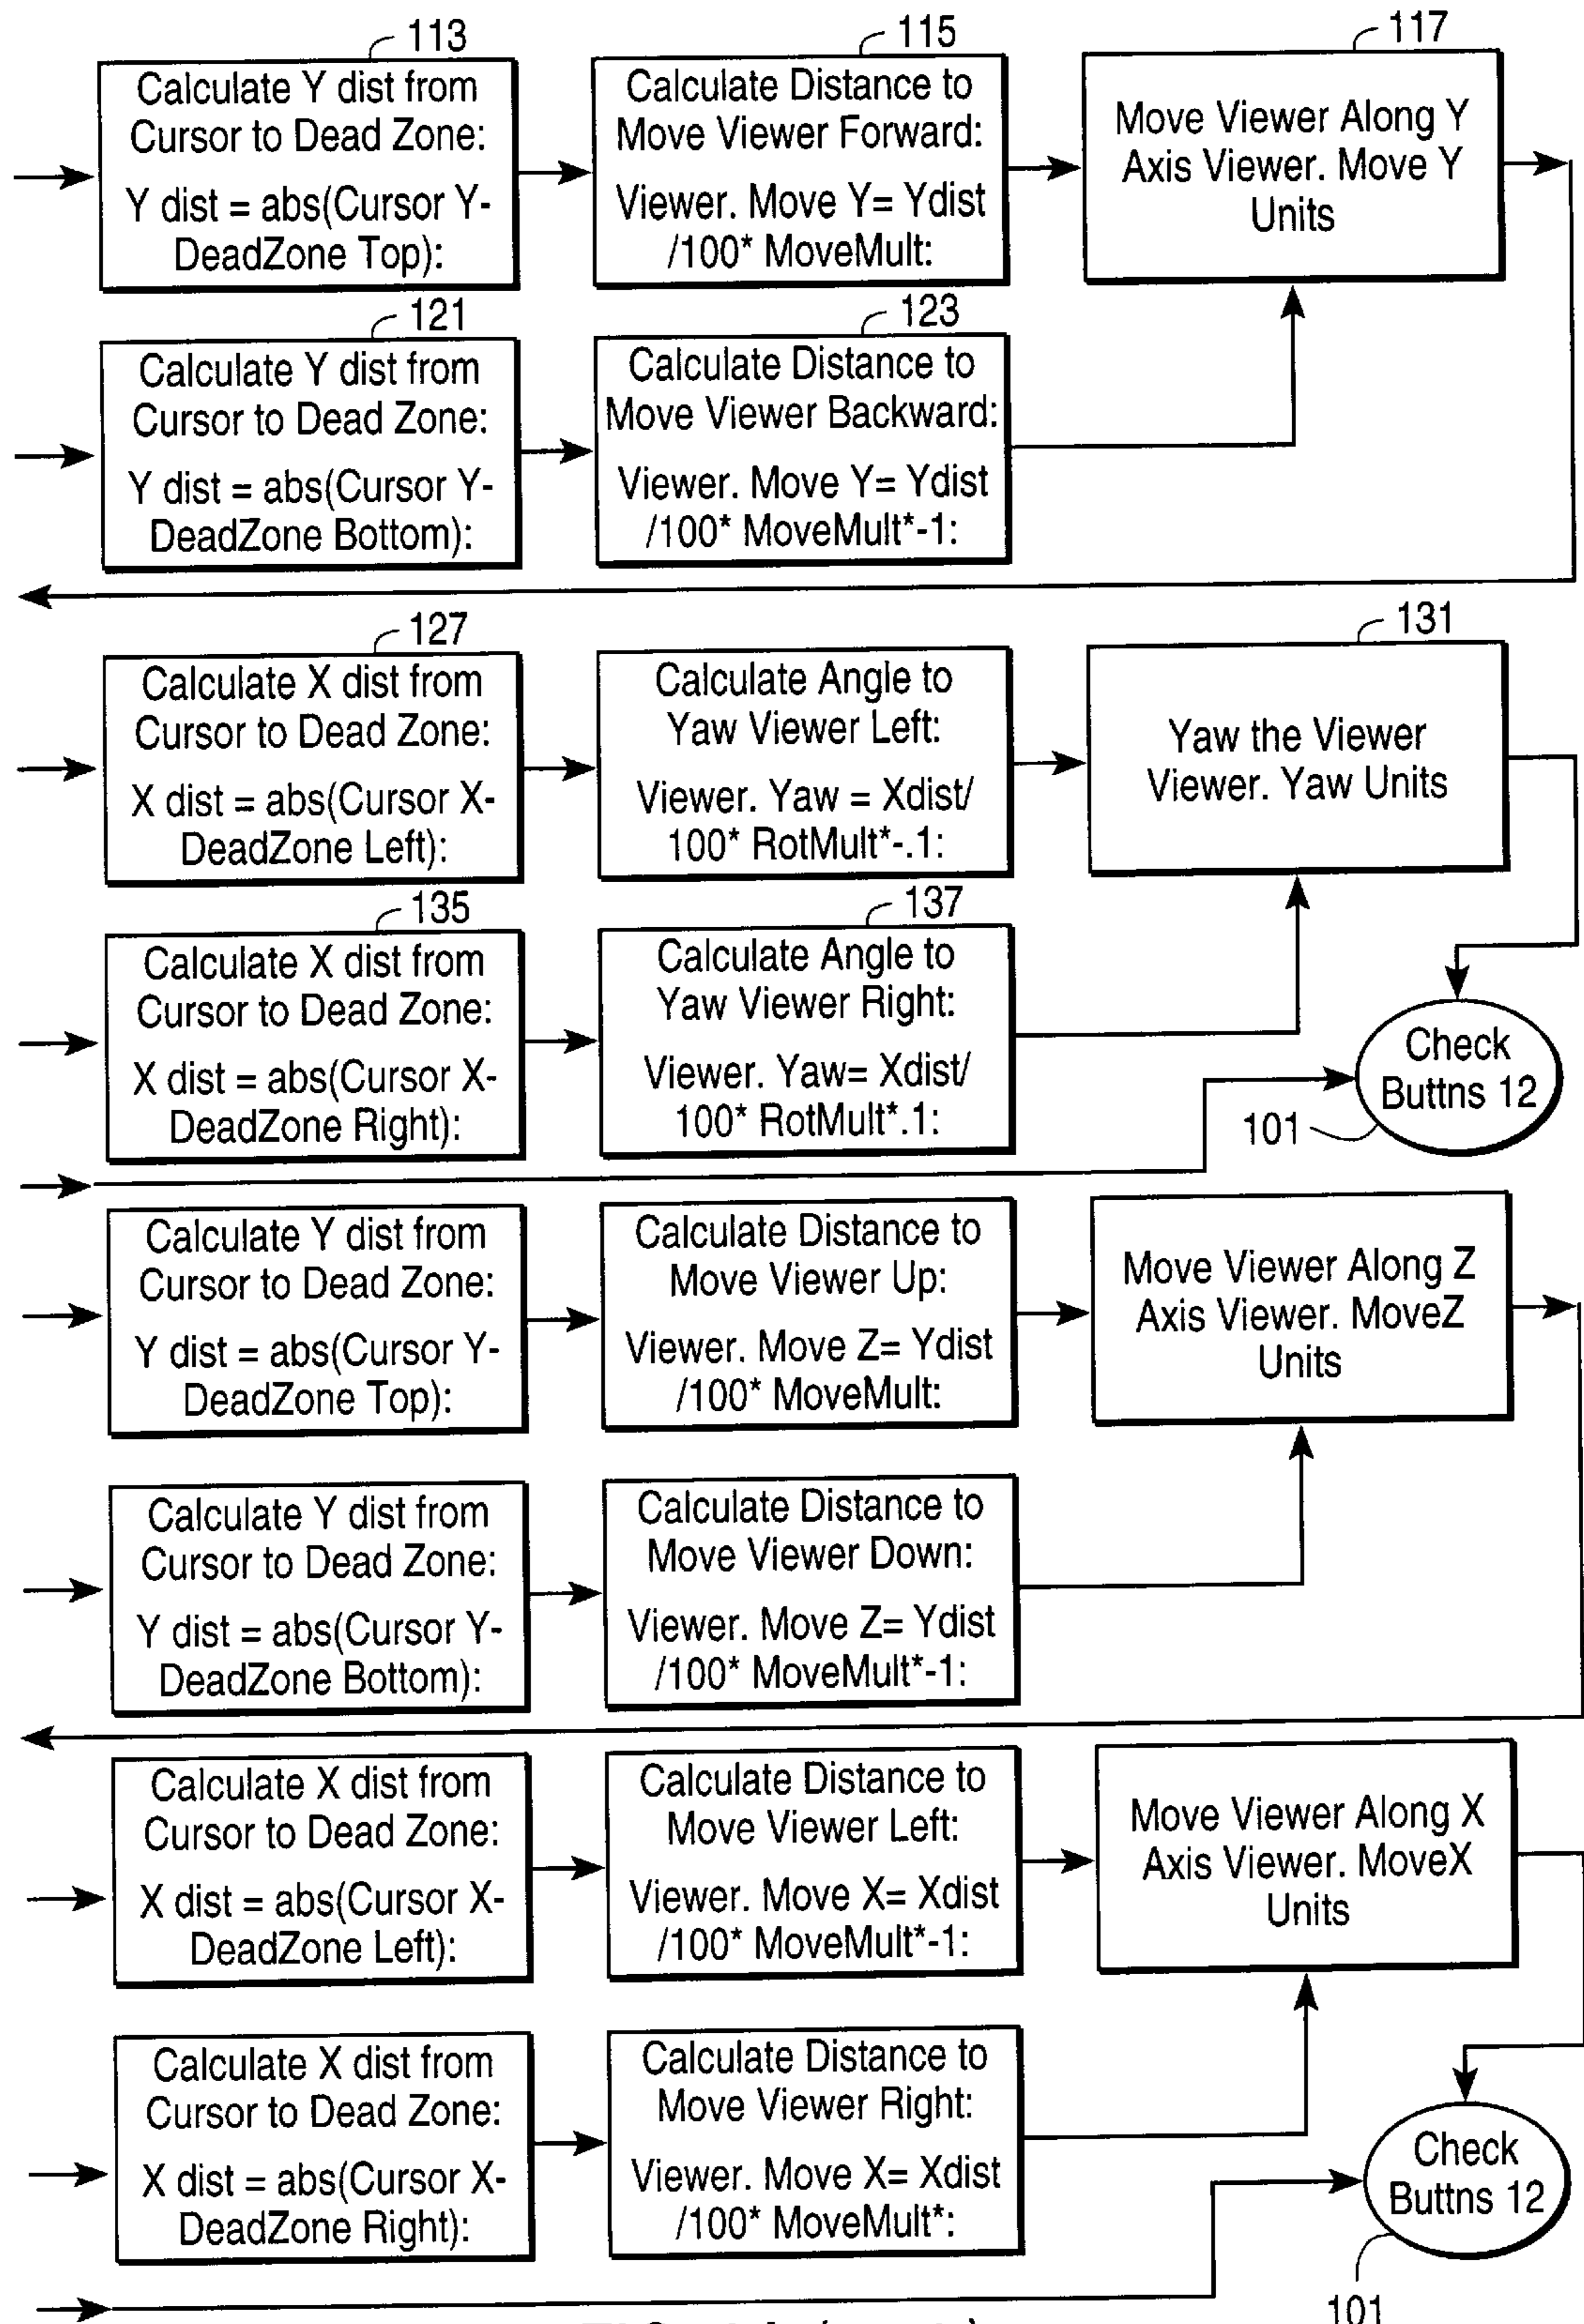 113
115
117
Calculate Y dist from
Cursor to Dead Zone:
Y dist = abs(Cursor Y-
DeadZone Top):
Calculate Distance to
Move Viewer Forward:
Viewer. Move Y= Ydist
/100* MoveMult:
Move Viewer Along Y
Axis Viewer. Move Y
Units
121
123
Calculate Y dist from
Cursor to Dead Zone:
Y dist = abs(Cursor Y-
DeadZone Bottom):
Calculate Distance to
Move Viewer Backward:
Viewer. Move Y= Ydist
/100* MoveMult*-1:
127
131
Calculate X dist from
Cursor to Dead Zone:
X dist = abs(Cursor X-
DeadZone Left):
Calculate Angle to
Yaw Viewer Left:
Viewer. Yaw = Xdist/
100* RotMult*-.1:
Yaw the Viewer
Viewer. Yaw Units
135
137
Calculate X dist from
Cursor to Dead Zone:
X dist = abs(Cursor X-
DeadZone Right):
Calculate Angle to
Yaw Viewer Right:
Viewer. Yaw= Xdist/
100* RotMult*.1:
Check
Buttns 12
101
Calculate Y dist from
Cursor to Dead Zone:
Y dist = abs(Cursor Y-
DeadZone Top):
Calculate Distance to
Move Viewer Up:
Viewer. Move Z= Ydist
/100* MoveMult:
Move Viewer Along Z
Axis Viewer. MoveZ
Units
Calculate Y dist from
Cursor to Dead Zone:
Y dist = abs(Cursor Y-
DeadZone Bottom):
Calculate Distance to
Move Viewer Down:
Viewer. Move Z= Ydist
/100* MoveMult*-1:
Calculate X dist from
Cursor to Dead Zone:
X dist = abs(Cursor X-
DeadZone Left):
Calculate Distance to
Move Viewer Left:
Viewer. Move X= Xdist
/100* MoveMult*-1:
Move Viewer Along X
Axis Viewer. MoveX
Units
Calculate X dist from
Cursor to Dead Zone:
X dist = abs(Cursor X-
DeadZone Right):
Calculate Distance to
Move Viewer Right:
Viewer. Move X= Xdist
/100* MoveMult*:
Check
Buttns 12
101